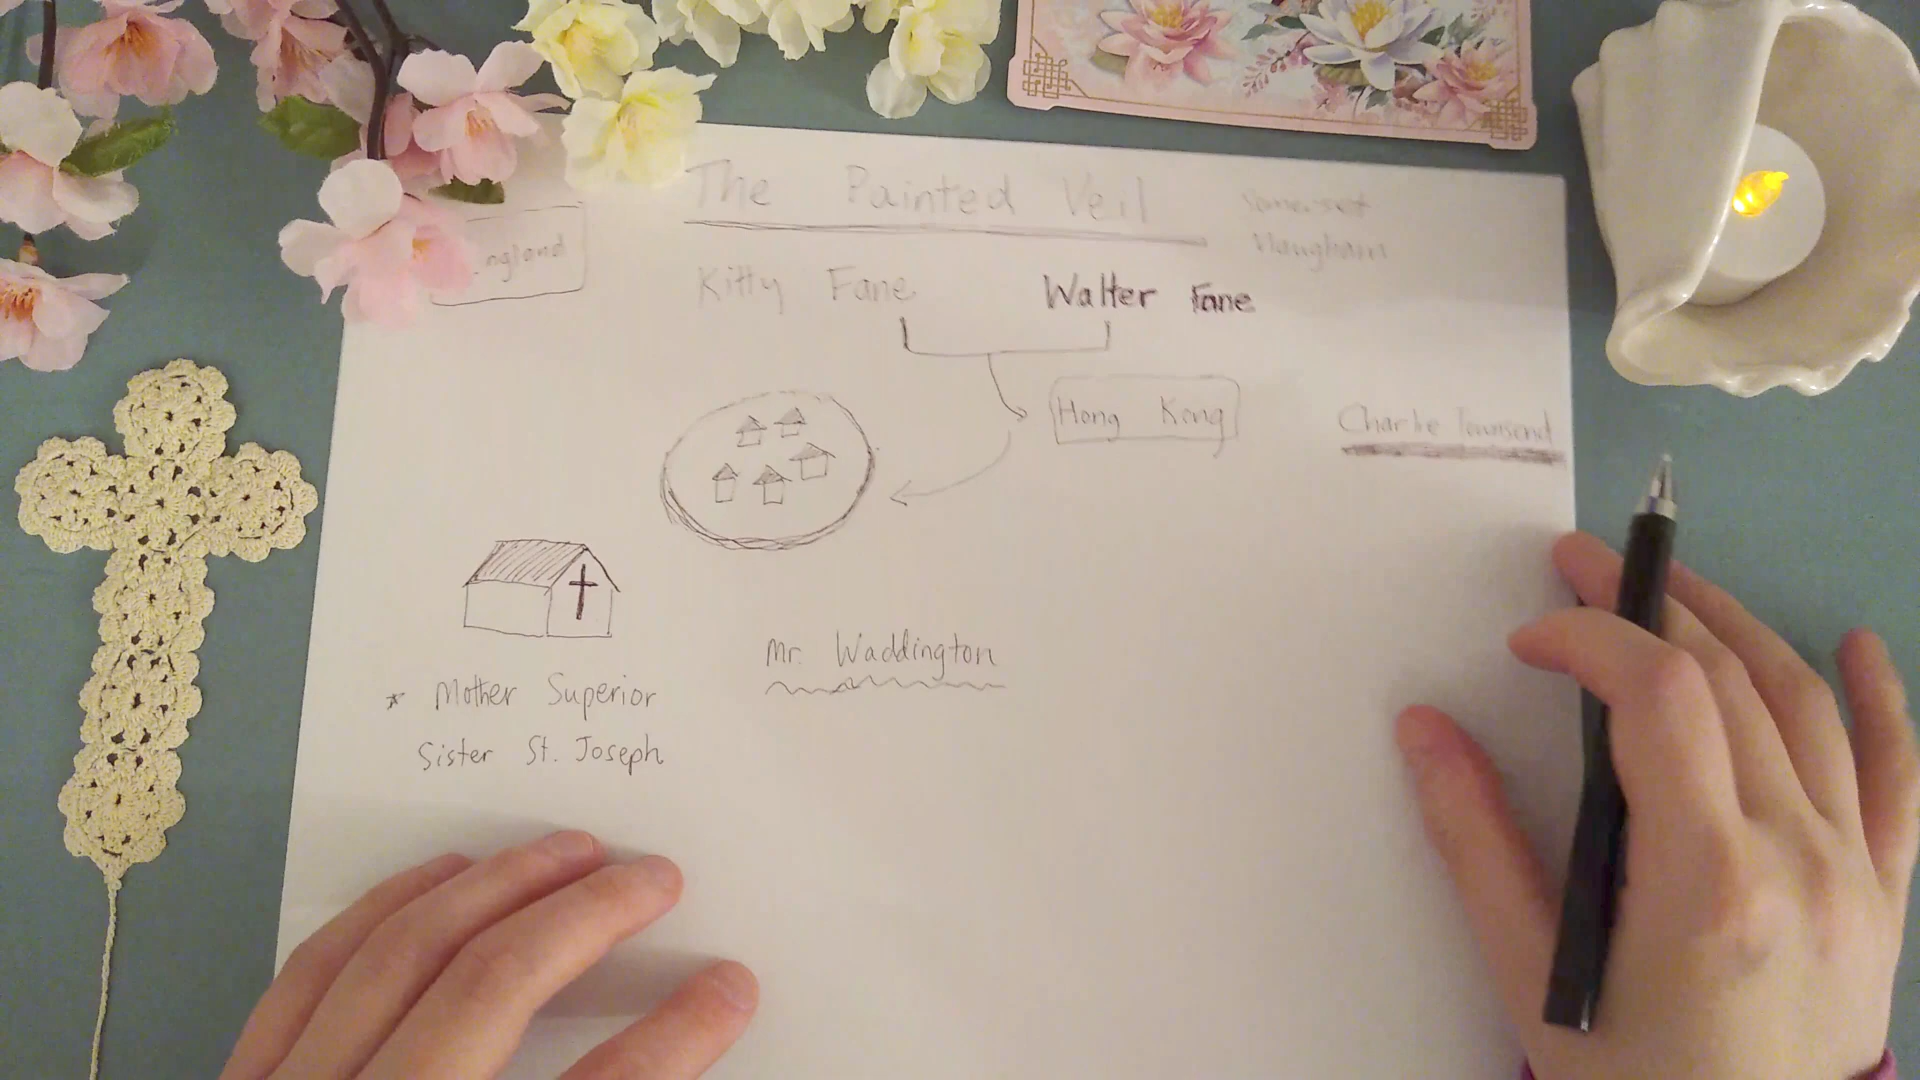 The Painted Veil
Somerset
Maugham
ngland
Kitty Fane
Walter Fane
Hong Kong
Charlie Townsend
Mr. Waddington
* Mother Superior
Sister St. Joseph